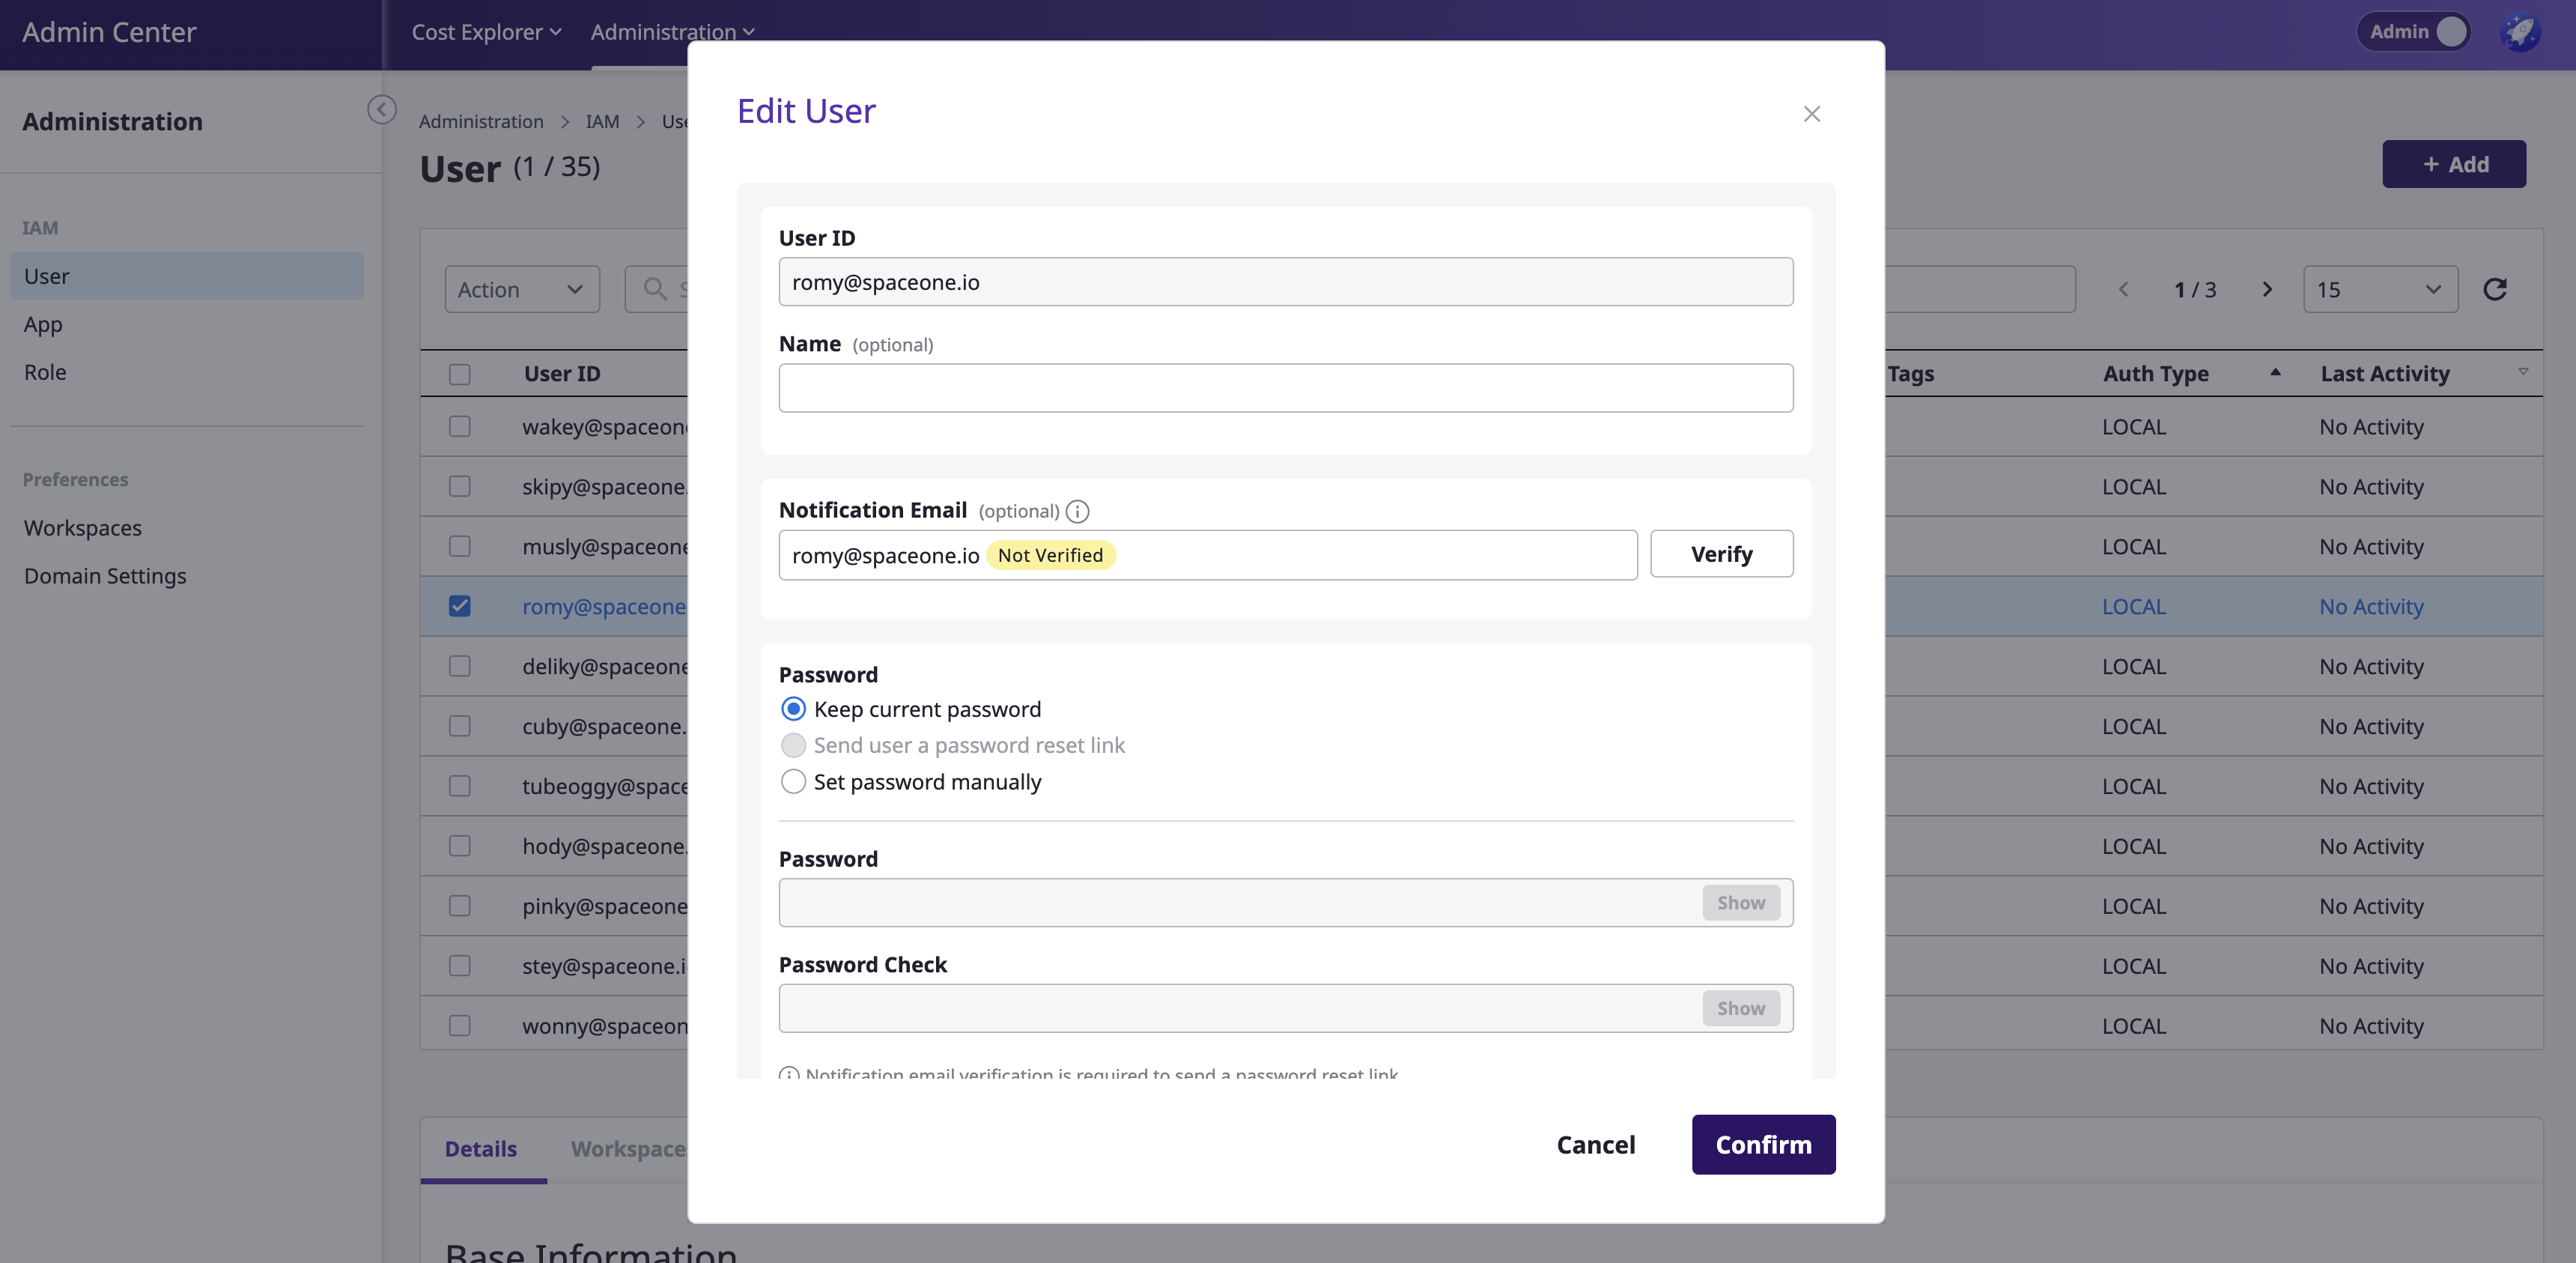 Admin Center
Cost Explorer
Administration
Admin
Administration
Administration > IAM >
User (1 / 35)
+ Add
IAM
User
App
Role
Preferences
Workspaces
Domain Settings
Action
1 / 3
15
User ID
Tags
Auth Type
Last Activity
wakey@spaceon
LOCAL
No Activity
skipy@spaceone.
LOCAL
No Activity
musly@spaceone
LOCAL
No Activity
romy@spaceone
LOCAL
No Activity
deliky@spaceone
LOCAL
No Activity
cuby@spaceone.
LOCAL
No Activity
tubeoggy@space
LOCAL
No Activity
hody@spaceone.
LOCAL
No Activity
pinky@spaceone
LOCAL
No Activity
stey@spaceone.i
LOCAL
No Activity
wonny@spaceon
LOCAL
No Activity
Details
Workspace
Base Information
Edit User
User ID
romy@spaceone.io
Name (optional)
Notification Email (optional)
romy@spaceone.io Not Verified
Verify
Password
Keep current password
Send user a password reset link
Set password manually
Password
Show
Password Check
Show
Notification email verification is required to send a password reset link
Cancel
Confirm